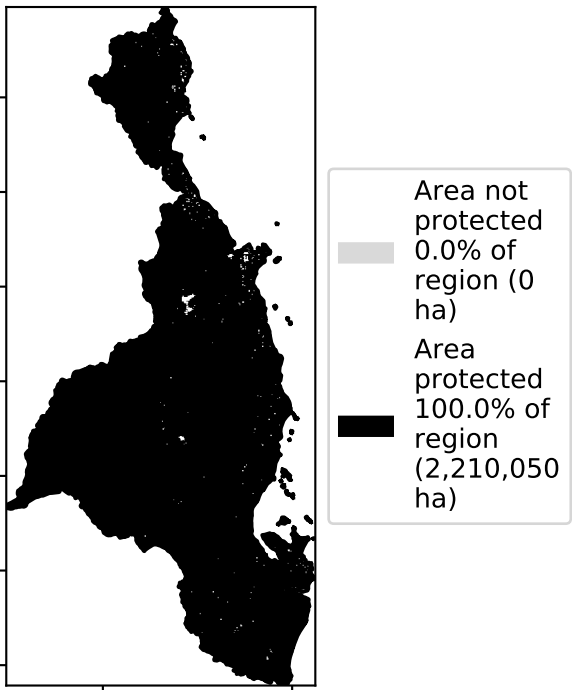 Area not
protected
0.0% of
region (0
ha)
Area
protected
100.0% of
region
(2,210,050
ha)